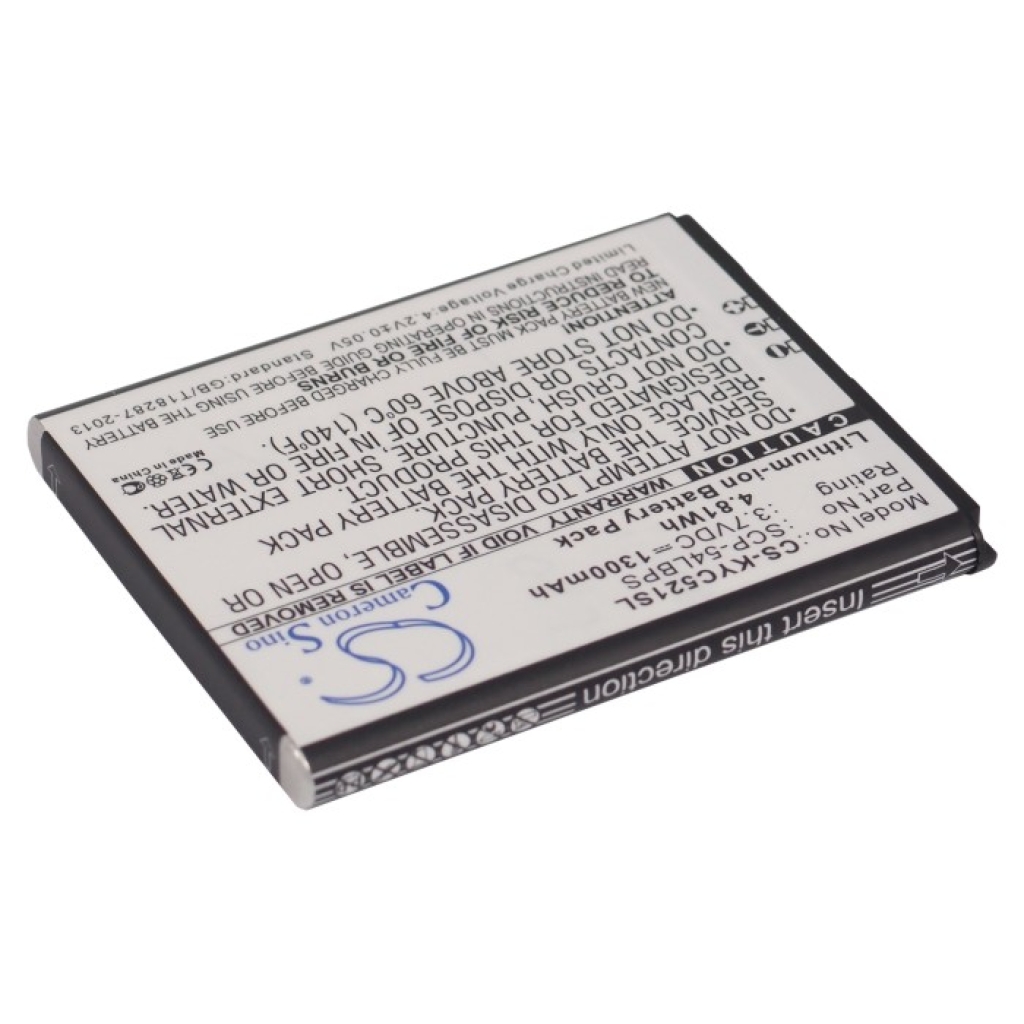 CS
Cameron Sino
Model No.: CS-KYC521SL
Part No.: SCP-54LBPS
Rating : 3.7VDC⎓1300mAh
4.81Wh
Lithium-ion Battery Pack
CAUTION WARRANTY VOID IF LABEL IS REMOVED
•DO NOT ATTEMPT TO DISASSEMBLE, UNBUNDLE, OR
SERVICE THE BATTERY.
•REPLACE ONLY WITH THE BATTERY PACK
DESIGNATED FOR THIS PRODUCT.
•DO NOT CRUSH, PUNCTURE, SHORT EXTERNAL
CONTACTS, OR DISPOSE OF IN FIRE OR WATER.
•DO NOT STORE ABOVE 60°C (140°F).
ATTENTION!
NEW BATTERY PACK MUST BE FULLY CHARGED BEFORE USE
TO REDUCE RISK OF FIRE OR BURNS
READ INSTRUCTIONS IN OPERATING GUIDE BEFORE USING THE BATTERY
Limited Charge Voltage:4.2V±0.05V Standard:GB/T18287-2013
CE
Made in China
Insert this direction